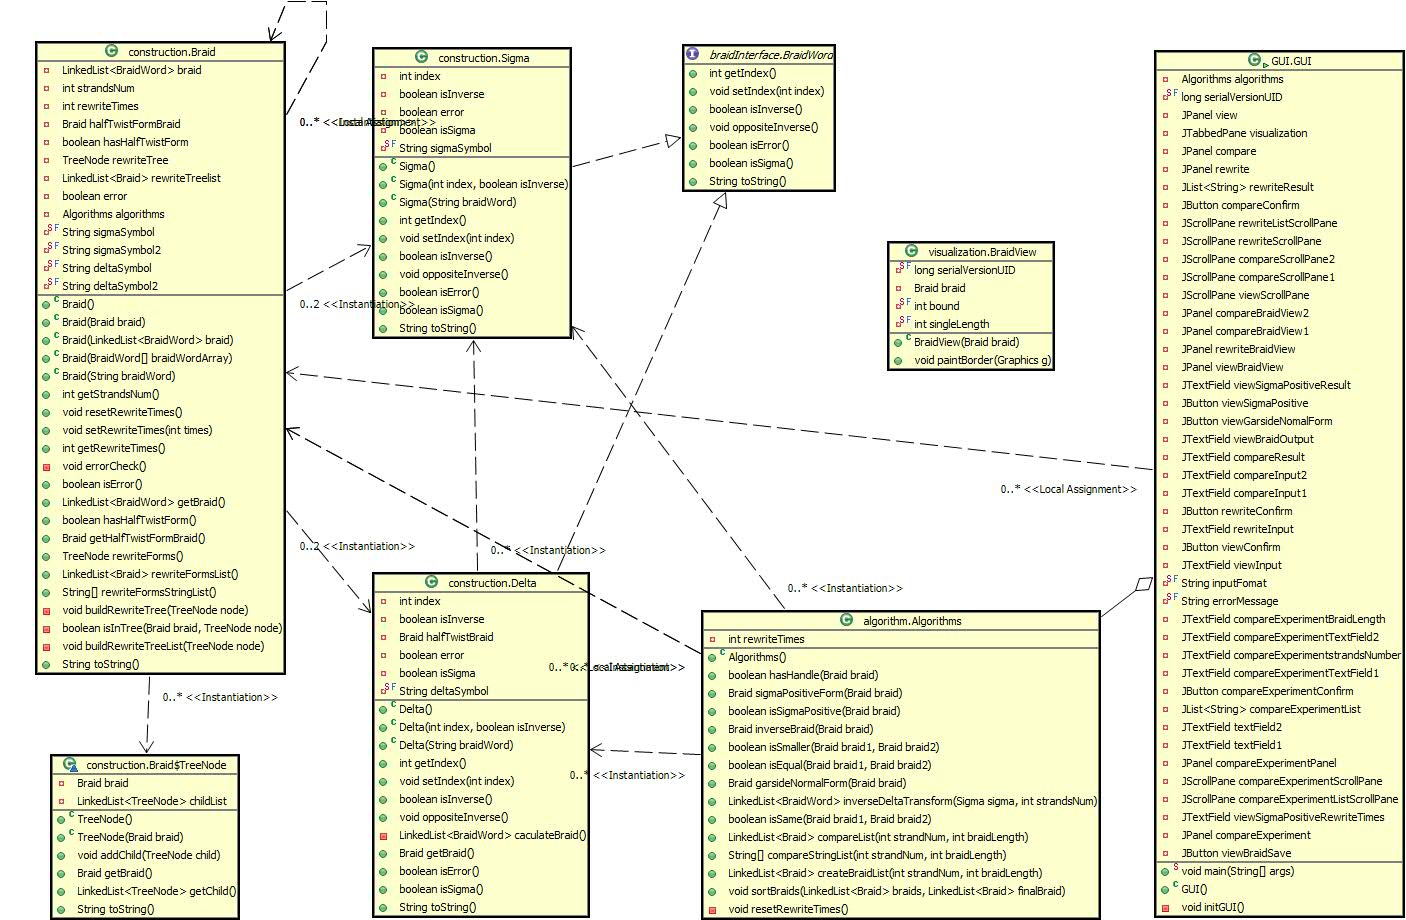 construction.Braid
LinkedList<BraidWord> braid
int strandsNum
int rewriteTimes
Braid halfTwistFormBraid
boolean hasHalfTwistForm
TreeNode rewriteTree
LinkedList<Braid> rewriteTreelist
boolean error
Algorithms algorithms
String sigmaSymbol
String sigmaSymbol2
String deltaSymbol
String deltaSymbol2
Braid()
Braid(Braid braid)
Braid(LinkedList<BraidWord> braid)
Braid(BraidWord[] braidWordArray)
Braid(String braidWord)
int getStrandsNum()
void resetRewriteTimes()
void setRewriteTimes(int times)
int getRewriteTimes()
void errorCheck()
boolean isError()
LinkedList<BraidWord> getBraid()
boolean hasHalfTwistForm()
Braid getHalfTwistFormBraid()
TreeNode rewriteForms()
LinkedList<Braid> rewriteFormsList()
String[] rewriteFormsStringList()
void buildRewriteTree(TreeNode node)
boolean isInTree(Braid braid, TreeNode node)
void buildRewriteTreeList(TreeNode node)
String toString()
0..*
0..2 <<Instantiation>>
0..2 <<Instantiation>>
0..* <<Instantiation>>
construction.Braid$TreeNode
Braid braid
LinkedList<TreeNode> childList
TreeNode()
TreeNode(Braid braid)
void addChild(TreeNode child)
Braid getBraid()
LinkedList<TreeNode> getChild()
String toString()
construction.Sigma
int index
boolean isInverse
boolean error
boolean isSigma
String sigmaSymbol
Sigma()
Sigma(int index, boolean isInverse)
Sigma(String braidWord)
int getIndex()
void setIndex(int index)
boolean isInverse()
void oppositeInverse()
boolean isError()
boolean isSigma()
String toString()
0..* <<Instantiation>>
construction.Delta
int index
boolean isInverse
Braid halfTwistBraid
boolean error
boolean isSigma
String deltaSymbol
Delta()
Delta(int index, boolean isInverse)
Delta(String braidWord)
int getIndex()
void setIndex(int index)
boolean isInverse()
void oppositeInverse()
LinkedList<BraidWord> caculateBraid()
Braid getBraid()
boolean isError()
boolean isSigma()
String toString()
braidInterface.BraidWord
int getIndex()
void setIndex(int index)
boolean isInverse()
void oppositeInverse()
boolean isError()
boolean isSigma()
String toString()
visualization.BraidView
long serialVersionUID
Braid braid
int bound
int singleLength
BraidView(Braid braid)
void paintBorder(Graphics g)
0..* <<Local Assignment>>
0..* <<Instantiation>>
0..*
0..* <<Instantiation>>
algorithm.Algorithms
int rewriteTimes
Algorithms()
boolean hasHandle(Braid braid)
Braid sigmaPositiveForm(Braid braid)
boolean isSigmaPositive(Braid braid)
Braid inverseBraid(Braid braid)
boolean isSmaller(Braid braid1, Braid braid2)
boolean isEqual(Braid braid1, Braid braid2)
Braid garsideNormalForm(Braid braid)
LinkedList<BraidWord> inverseDeltaTransform(Sigma sigma, int strandsNum)
boolean isSame(Braid braid1, Braid braid2)
LinkedList<Braid> compareList(int strandNum, int braidLength)
String[] compareStringList(int strandNum, int braidLength)
LinkedList<Braid> createBraidList(int strandNum, int braidLength)
void sortBraids(LinkedList<Braid> braids, LinkedList<Braid> finalBraid)
void resetRewriteTimes()
GUI.GUI
Algorithms algorithms
long serialVersionUID
JPanel view
JTabbedPane visualization
JPanel compare
JPanel rewrite
JList<String> rewriteResult
JButton compareConfirm
JScrollPane rewriteListScrollPane
JScrollPane rewriteScrollPane
JScrollPane compareScrollPane2
JScrollPane compareScrollPane1
JScrollPane viewScrollPane
JPanel compareBraidView2
JPanel compareBraidView1
JPanel rewriteBraidView
JPanel viewBraidView
JTextField viewSigmaPositiveResult
JButton viewSigmaPositive
JButton viewGarsideNomalForm
JTextField viewBraidOutput
JTextField compareResult
JTextField compareInput2
JTextField compareInput1
JButton rewriteConfirm
JTextField rewriteInput
JButton viewConfirm
JTextField viewInput
String inputFomat
String errorMessage
JTextField compareExperimentBraidLength
JTextField compareExperimentTextField2
JTextField compareExperimentstrandsNumber
JTextField compareExperimentTextField1
JButton compareExperimentConfirm
JList<String> compareExperimentList
JTextField textField2
JTextField textField1
JPanel compareExperimentPanel
JScrollPane compareExperimentScrollPane
JScrollPane compareExperimentListScrollPane
JTextField viewSigmaPositiveRewriteTimes
JPanel compareExperiment
JButton viewBraidSave
void main(String[] args)
GUI()
void initGUI()